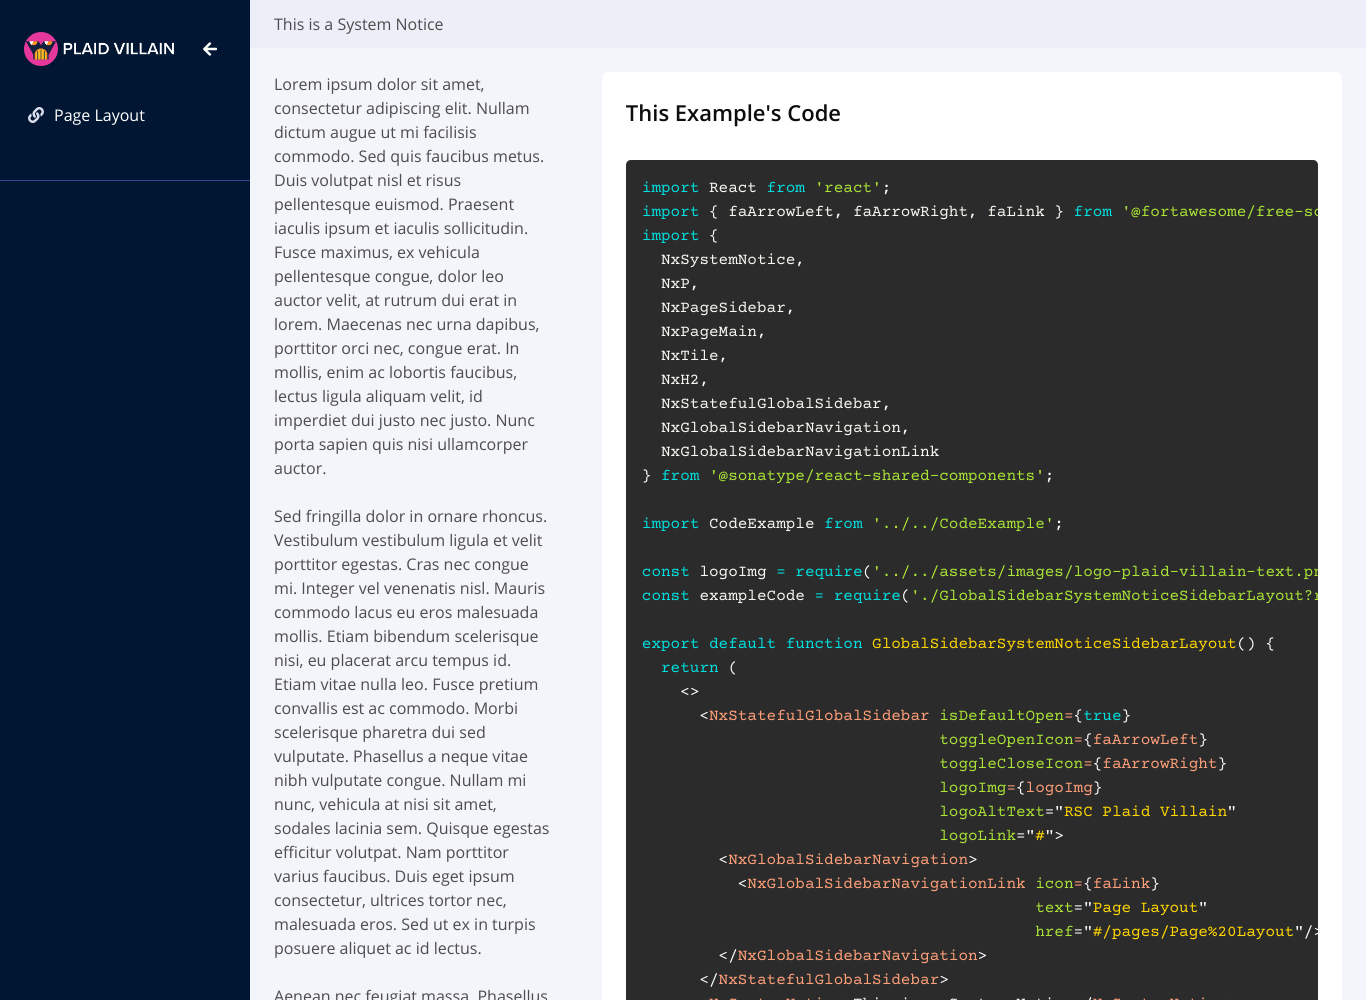 PLAID VILLAIN
Page Layout
This is a System Notice
Lorem ipsum dolor sit amet,
consectetur adipiscing elit. Nullam
dictum augue ut mi facilisis
commodo. Sed quis faucibus metus.
Duis volutpat nisl et risus
pellentesque euismod. Praesent
iaculis ipsum et iaculis sollicitudin.
Fusce maximus, ex vehicula
pellentesque congue, dolor leo
auctor velit, at rutrum dui erat in
lorem. Maecenas nec urna dapibus,
porttitor orci nec, congue erat. In
mollis, enim ac lobortis faucibus,
lectus ligula aliquam velit, id
imperdiet dui justo nec justo. Nunc
porta sapien quis nisi ullamcorper
auctor.
Sed fringilla dolor in ornare rhoncus.
Vestibulum vestibulum ligula et velit
porttitor egestas. Cras nec congue
mi. Integer vel venenatis nisl. Mauris
commodo lacus eu eros malesuada
mollis. Etiam bibendum scelerisque
nisi, eu placerat arcu tempus id.
Etiam vitae nulla leo. Fusce pretium
convallis est ac commodo. Morbi
scelerisque pharetra dui sed
vulputate. Phasellus a neque vitae
nibh vulputate congue. Nullam mi
nunc, vehicula at nisi sit amet,
sodales lacinia sem. Quisque egestas
efficitur volutpat. Nam porttitor
varius faucibus. Duis eget ipsum
consectetur, ultrices tortor nec,
malesuada eros. Sed ut ex in turpis
posuere aliquet ac id lectus.
Aenean nec feugiat massa. Phasellus
This Example's Code
import React from 'react';
import { faArrowLeft, faArrowRight, faLink } from '@fortawesome/free-so
import {
  NxSystemNotice,
  NxP,
  NxPageSidebar,
  NxPageMain,
  NxTile,
  NxH2,
  NxStatefulGlobalSidebar,
  NxGlobalSidebarNavigation,
  NxGlobalSidebarNavigationLink
} from '@sonatype/react-shared-components';
import CodeExample from '../../CodeExample';
const logoImg = require('../../assets/images/logo-plaid-villain-text.pn
const exampleCode = require('./GlobalSidebarSystemNoticeSidebarLayout?r
export default function GlobalSidebarSystemNoticeSidebarLayout() {
  return (
    <>
      <NxStatefulGlobalSidebar isDefaultOpen={true}
                               toggleOpenIcon={faArrowLeft}
                               toggleCloseIcon={faArrowRight}
                               logoImg={logoImg}
                               logoAltText="RSC Plaid Villain"
                               logoLink="#">
        <NxGlobalSidebarNavigation>
          <NxGlobalSidebarNavigationLink icon={faLink}
                                         text="Page Layout"
                                         href="#/pages/Page%20Layout"/>
        </NxGlobalSidebarNavigation>
      </NxStatefulGlobalSidebar>